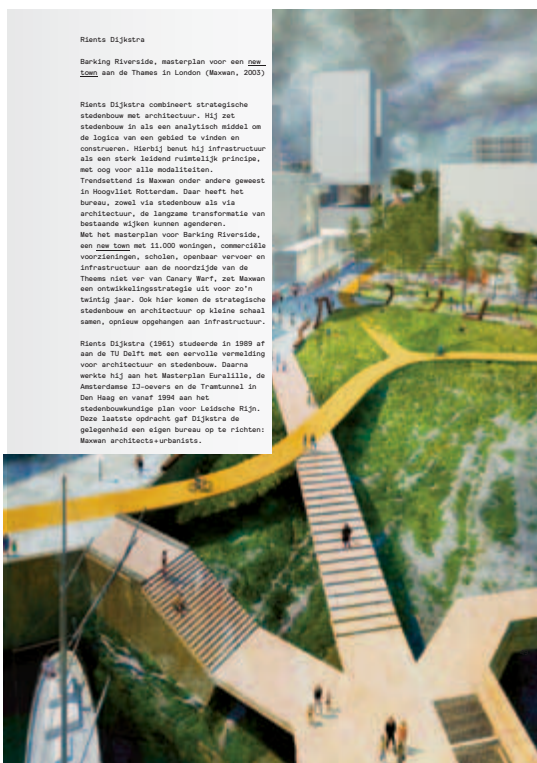 Rients Dijkstra
Barking Riverside, masterplan voor een new
town aan de Thames in London (Maxwan, 2003)
Rients Dijkstra combineert strategische
stedenbouw met architectuur. Hij zet
stedenbouw in als een analytisch middel om
de logica van een gebied te vinden en
construeren. Hierbij benut hij infrastructuur
als een sterk leidend ruimtelijk principe,
met oog voor alle modaliteiten.
Trendsettend is Maxwan onder andere geweest
in Hoogvliet Rotterdam. Daar heeft het
bureau, zowel via stedenbouw als via
architectuur, de langzame transformatie van
bestaande wijken kunnen agenderen.
Met het masterplan voor Barking Riverside,
een new town met 11.000 woningen, commerciële
voorzieningen, scholen, openbaar vervoer en
infrastructuur aan de noordzijde van de
Theems niet ver van Canary Warf, zet Maxwan
een ontwikkelingsstrategie uit voor zo'n
twintig jaar. Ook hier komen de strategische
stedenbouw en architectuur op kleine schaal
samen, opnieuw opgehangen aan infrastructuur.
Rients Dijkstra (1961) studeerde in 1989 af
aan de TU Delft met een eervolle vermelding
voor architectuur en stedenbouw. Daarna
werkte hij aan het Masterplan Euralille, de
Amsterdamse IJ-oevers en de Tramtunnel in
Den Haag en vanaf 1994 aan het
stedenbouwkundige plan voor Leidsche Rijn.
Deze laatste opdracht gaf Dijkstra de
gelegenheid een eigen bureau op te richten:
Maxwan architects+urbanists.